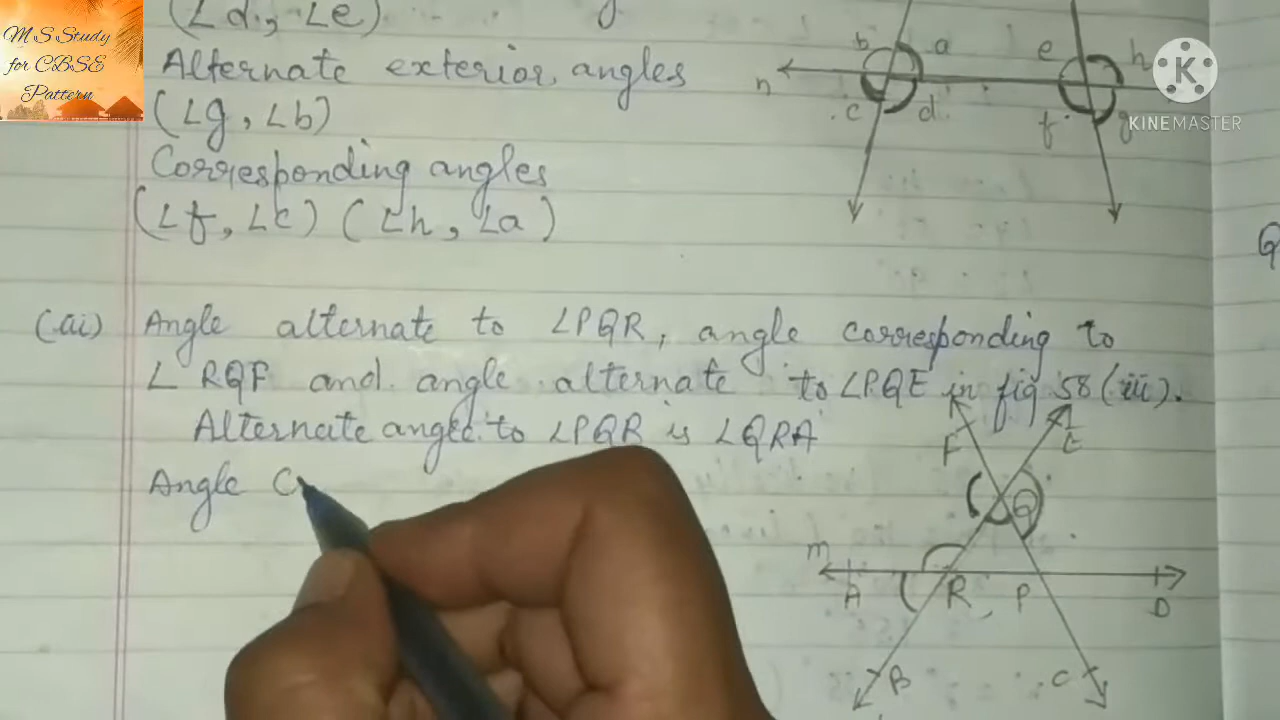 M S Study
for CBSE
Pattern
(∠d, ∠e)
Alternate exterior angles
(∠g, ∠b)
Corresponding angles
(∠f, ∠c) (∠h, ∠a)
b a e h
n c d f g
K
KINEMASTER
Angle alternate to ∠PQR, angle corresponding to
∠ RQF and angle alternate to ∠PQE in fig 58 (iii).
Alternate angle to ∠PQR is ∠QRA
Angle C
F E
Q
m
A R P D
B C